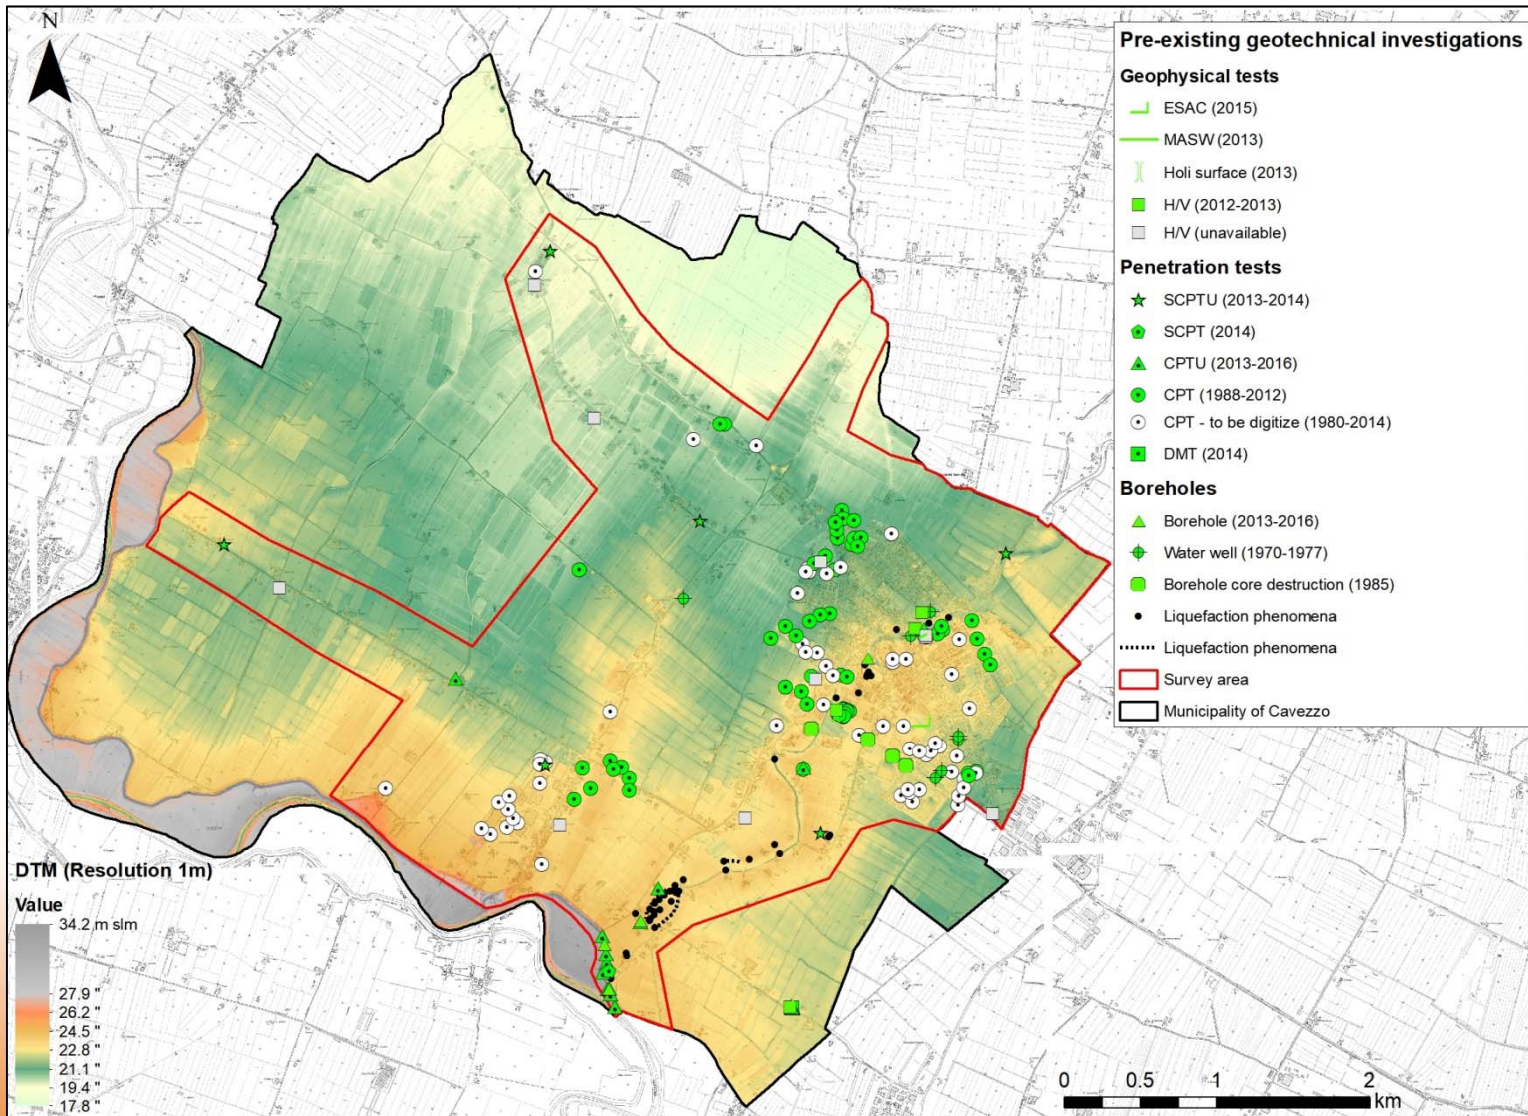 N
Pre-existing geotechnical investigations
Geophysical tests
ESAC (2015)
MASW (2013)
Holi surface (2013)
H/V (2012-2013)
H/V (unavailable)
Penetration tests
SCPTU (2013-2014)
SCPT (2014)
CPTU (2013-2016)
CPT (1988-2012)
CPT - to be digitize (1980-2014)
DMT (2014)
Boreholes
Borehole (2013-2016)
Water well (1970-1977)
Borehole core destruction (1985)
Liquefaction phenomena
Liquefaction phenomena
Survey area
Municipality of Cavezzo
DTM (Resolution 1m)
Value
34.2 m slm
27.9 "
26.2 "
24.5 "
22.8 "
21.1 "
19.4 "
17.8 "
0 0.5 1 2
km